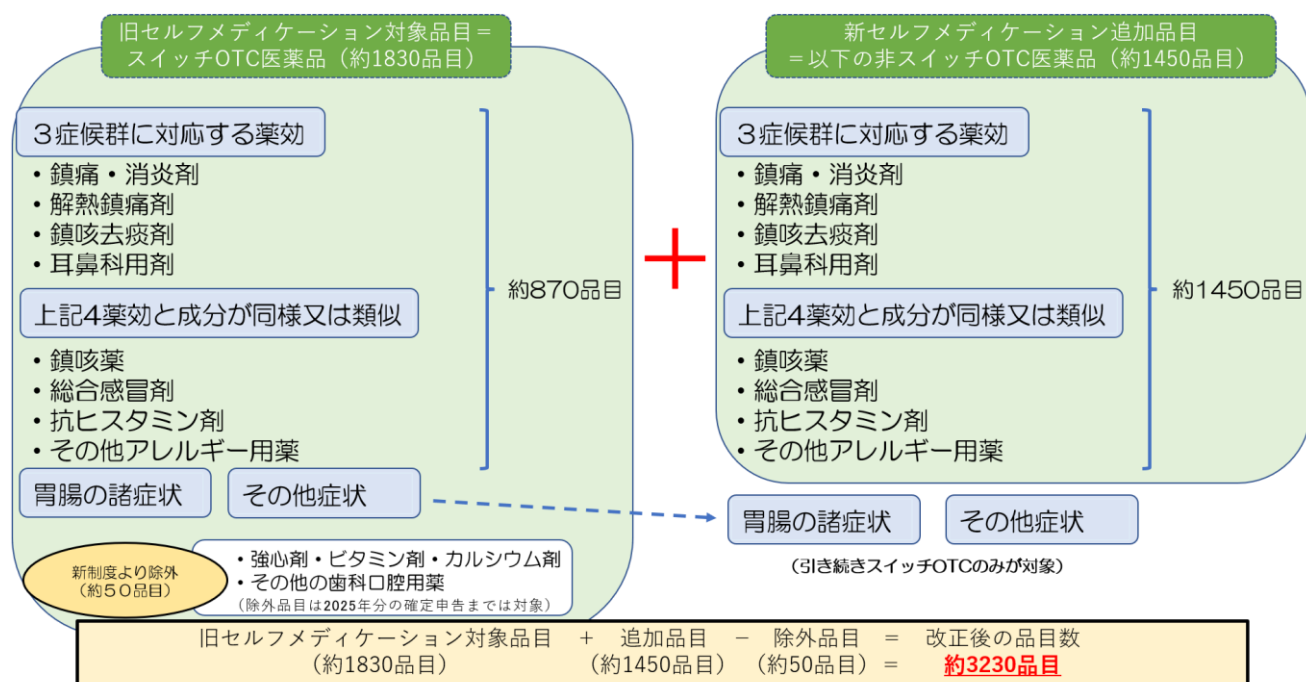 旧セルフメディケーション対象品目＝
スイッチOTC医薬品（約1830品目）
３症候群に対応する薬効
・鎮痛・消炎剤
・解熱鎮痛剤
・鎮咳去痰剤
・耳鼻科用剤
上記4薬効と成分が同様又は類似
・鎮咳薬
・総合感冒剤
・抗ヒスタミン剤
・その他アレルギー用薬
約870品目
胃腸の諸症状
その他症状
新制度より除外
（約５０品目）
・強心剤・ビタミン剤・カルシウム剤
・その他の歯科口腔用薬
（除外品目は2025年分の確定申告までは対象）
＋
新セルフメディケーション追加品目
＝以下の非スイッチOTC医薬品（約1450品目）
３症候群に対応する薬効
・鎮痛・消炎剤
・解熱鎮痛剤
・鎮咳去痰剤
・耳鼻科用剤
上記4薬効と成分が同様又は類似
・鎮咳薬
・総合感冒剤
・抗ヒスタミン剤
・その他アレルギー用薬
約1450品目
胃腸の諸症状
その他症状
（引き続きスイッチOTCのみが対象）
旧セルフメディケーション対象品目 ＋ 追加品目 － 除外品目 ＝ 改正後の品目数
（約1830品目） （約1450品目） （約50品目） ＝ 約3230品目